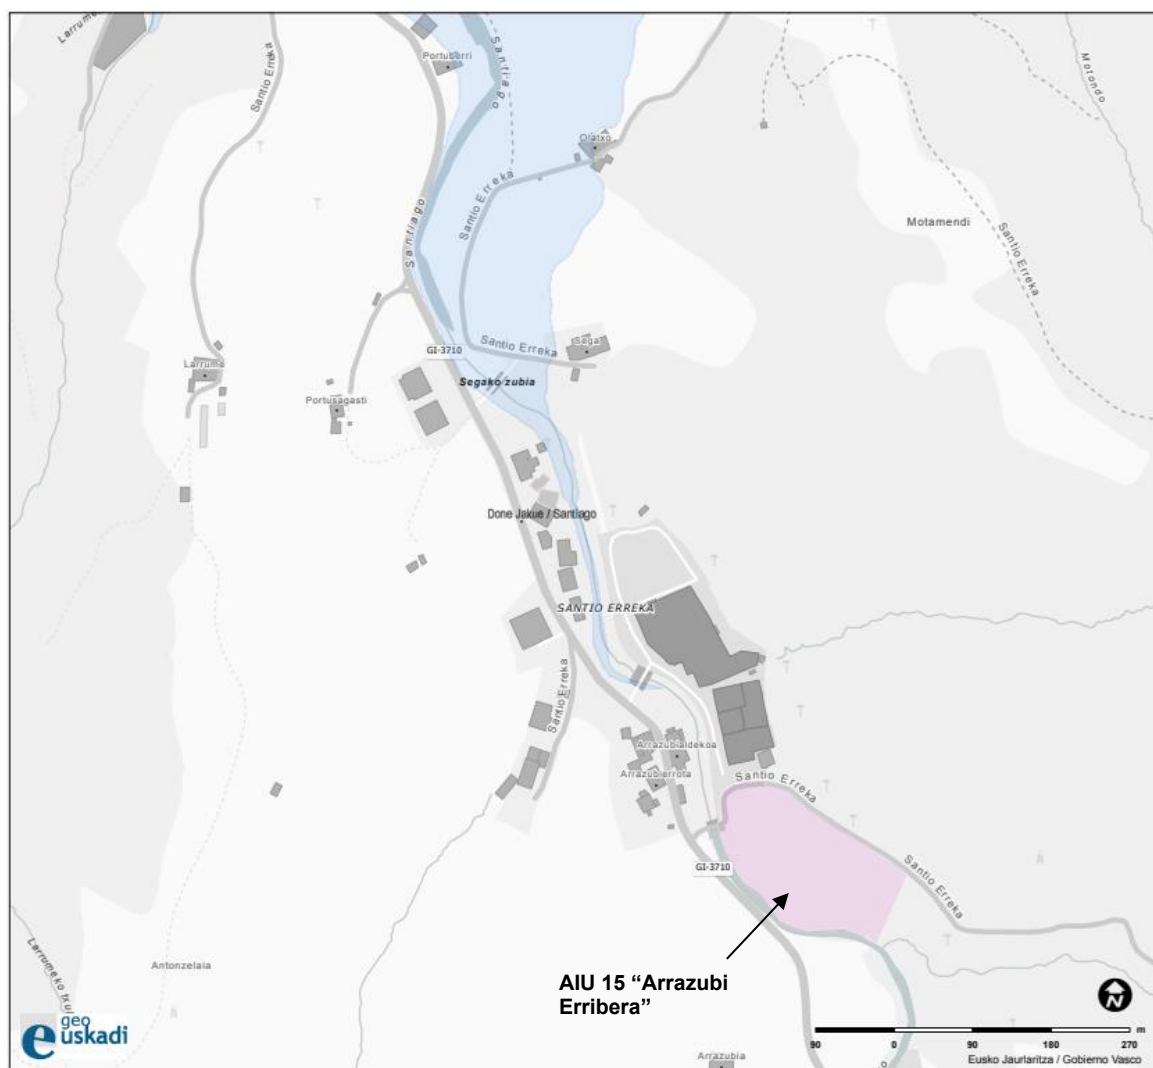 Larrume
Santio Erreka
Portuberri
Santiago
Motondo
Olatxo
Santio Erreka
Santiago
Motamendi
Santio Erreka
GI-3710
Santio Erreka
Sega
Larrume
Segako zubia
Portusagasti
Done Jakue / Santiago
SANTIO ERREKA
Santio Erreka
Arrazubialdekoa
Arrazubierrota
Santio Erreka
GI-3710
Santio Erreka
Larrumeko
Antonzelaia
AIU 15 “Arrazubi
Erribera”
N
geo
euskadi
90 0 90 180 270 m
Arrazubia
Eusko Jaurlaritza / Gobierno Vasco